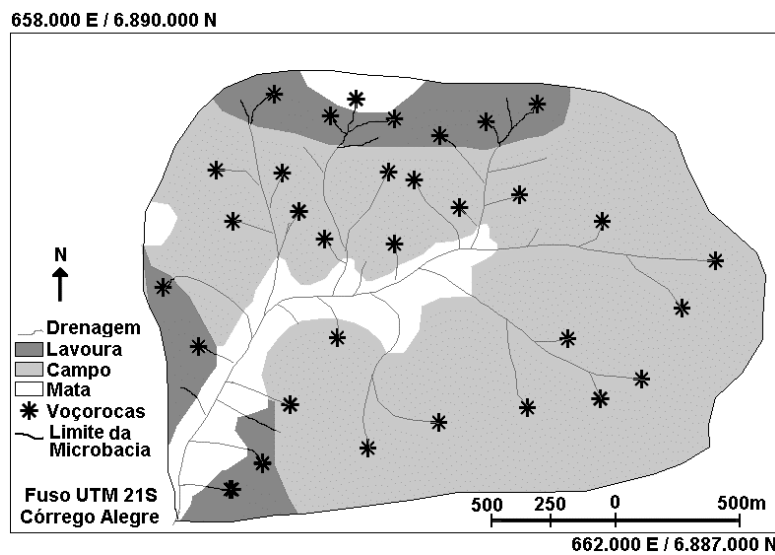 658.000 E / 6.890.000 N
N
Drenagem
Lavoura
Campo
Mata
Voçorocas
Limite da
Microbacia
Fuso UTM 21S
Córrego Alegre
500 250 0 500m
662.000 E / 6.887.000 N